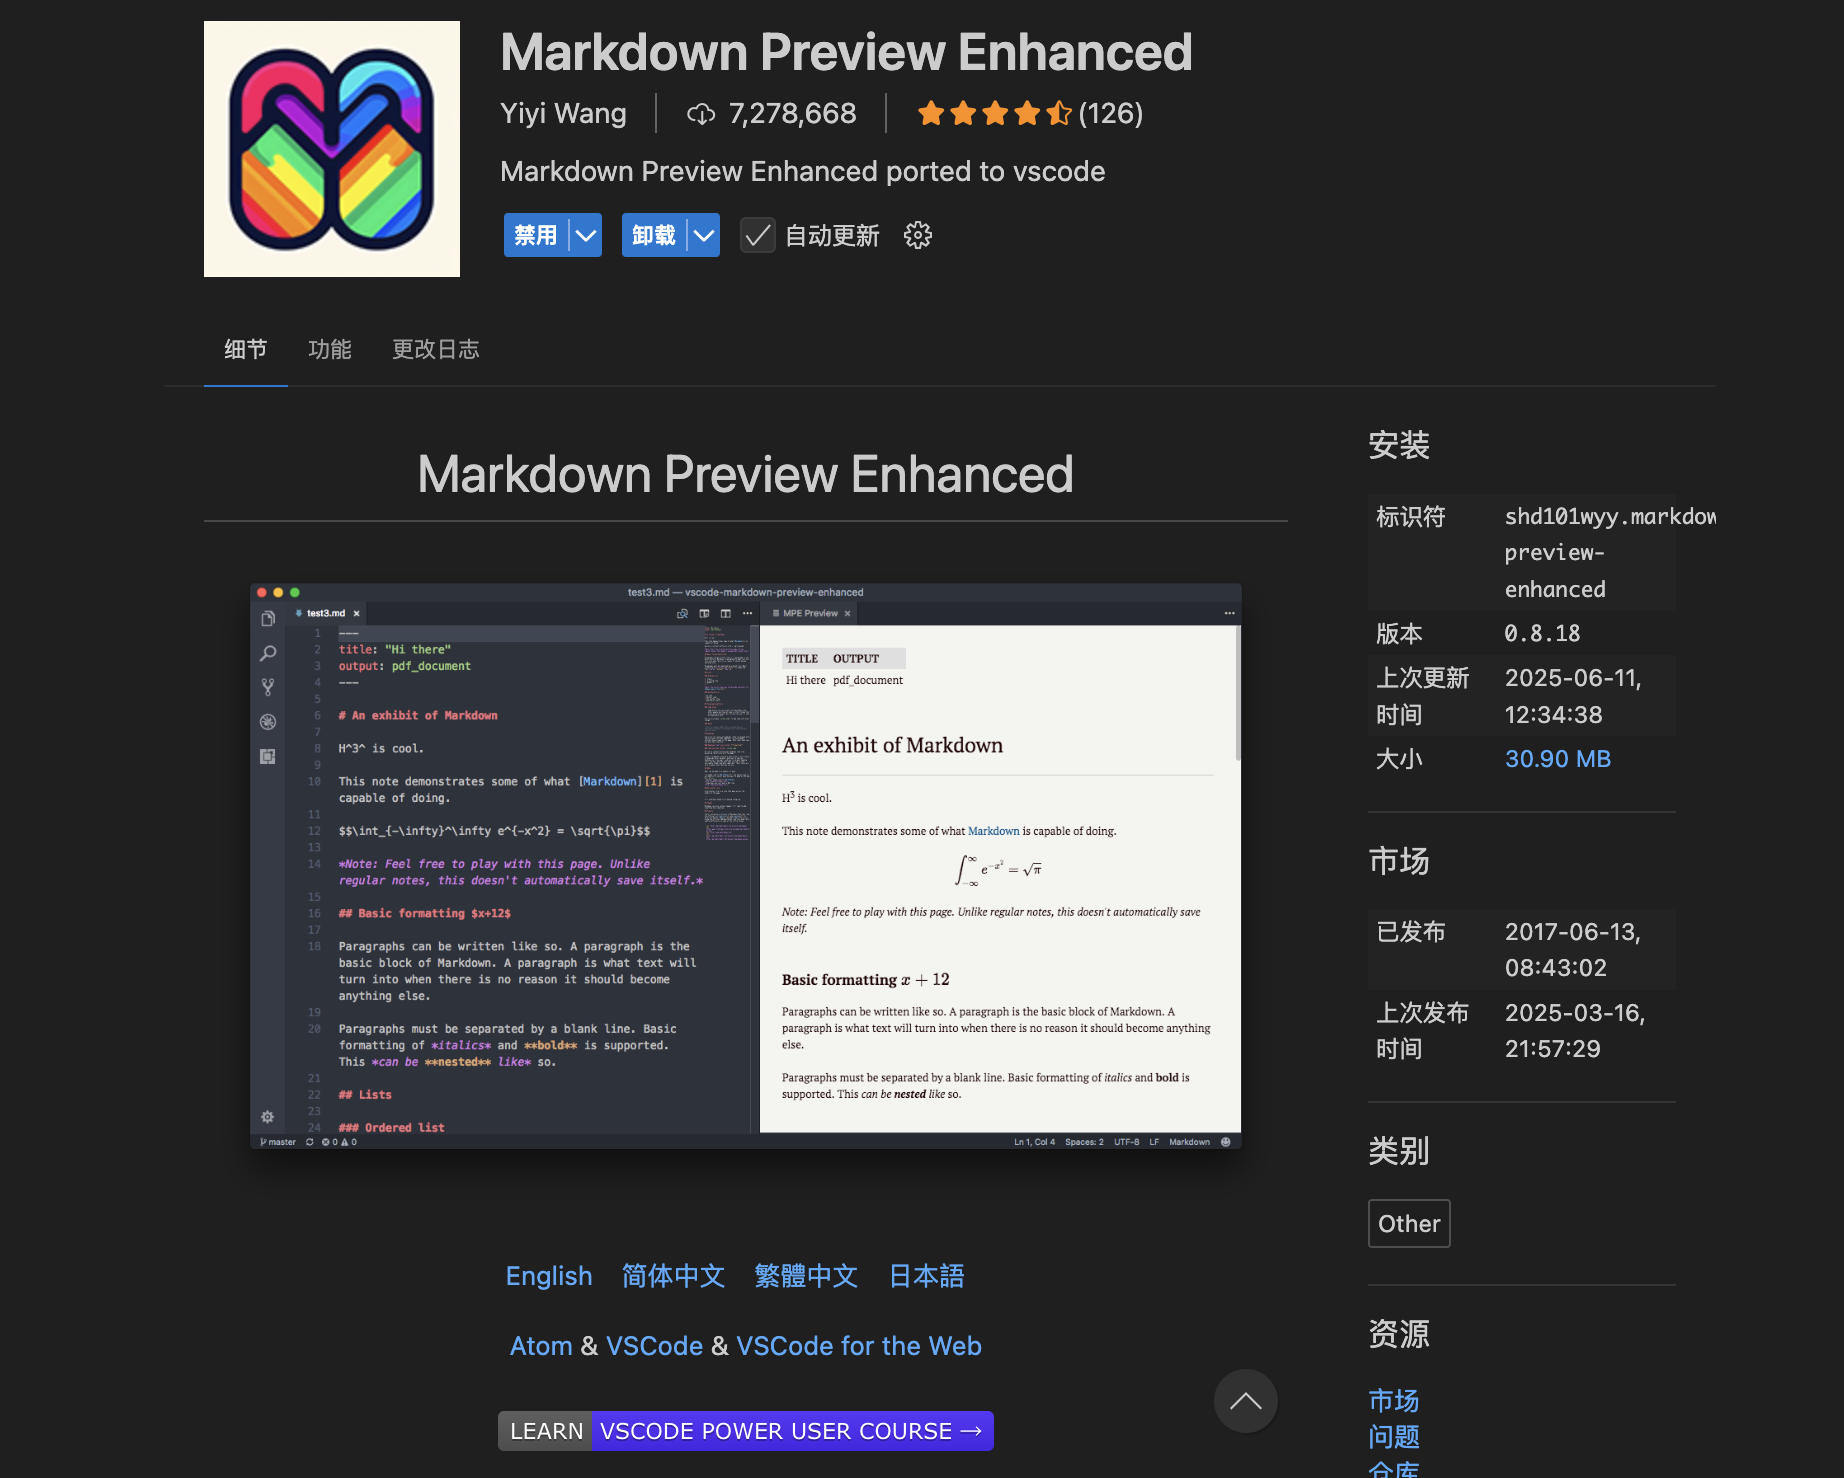 Markdown Preview Enhanced
Yiyi Wang
7,278,668
(126)
Markdown Preview Enhanced ported to vscode
禁用
卸载
自动更新
细节
功能
更改日志
Markdown Preview Enhanced
test3.md — vscode-markdown-preview-enhanced
test3.md
MPE Preview
1 ---
2 title: "Hi there"
3 output: pdf_document
4 ---
5
6 # An exhibit of Markdown
7
8 H^3^ is cool.
9
10 This note demonstrates some of what [Markdown][1] is
capable of doing.
11
12 $$\int_{-\infty}^\infty e^{-x^2} = \sqrt{\pi}$$
13
14 *Note: Feel free to play with this page. Unlike
regular notes, this doesn't automatically save itself.*
15
16 ## Basic formatting $x+12$
17
18 Paragraphs can be written like so. A paragraph is the
basic block of Markdown. A paragraph is what text will
turn into when there is no reason it should become
anything else.
19
20 Paragraphs must be separated by a blank line. Basic
formatting of *italics* and **bold** is supported.
This *can be **nested** like* so.
21
22 ## Lists
23
24 ### Ordered list
TITLE OUTPUT
Hi there pdf_document
An exhibit of Markdown
H³ is cool.
This note demonstrates some of what Markdown is capable of doing.
∫_{-∞}^{∞} e^{-x²} = √π
Note: Feel free to play with this page. Unlike regular notes, this doesn't automatically save
itself.
Basic formatting x + 12
Paragraphs can be written like so. A paragraph is the basic block of Markdown. A
paragraph is what text will turn into when there is no reason it should become anything
else.
Paragraphs must be separated by a blank line. Basic formatting of italics and bold is
supported. This can be nested like so.
master 0 0
Ln 1, Col 4 Spaces: 2 UTF-8 LF Markdown
English 简体中文 繁體中文 日本語
Atom & VSCode & VSCode for the Web
LEARN VSCODE POWER USER COURSE →
安装
标识符 shd101wyy.markdow
preview-
enhanced
版本 0.8.18
上次更新 2025-06-11,
时间 12:34:38
大小 30.90 MB
市场
已发布 2017-06-13,
08:43:02
上次发布 2025-03-16,
时间 21:57:29
类别
Other
资源
市场
问题
仓库